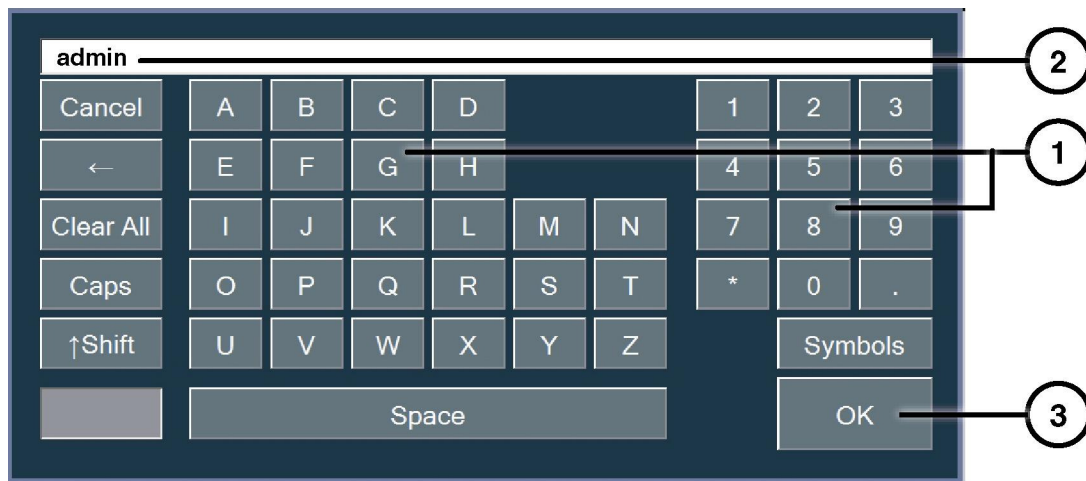 admin
2
Cancel A B C D 1 2 3
← E F G H 4 5 6
1
Clear All I J K L M N 7 8 9
Caps O P Q R S T * 0 .
↑Shift U V W X Y Z Symbols
Space OK
3